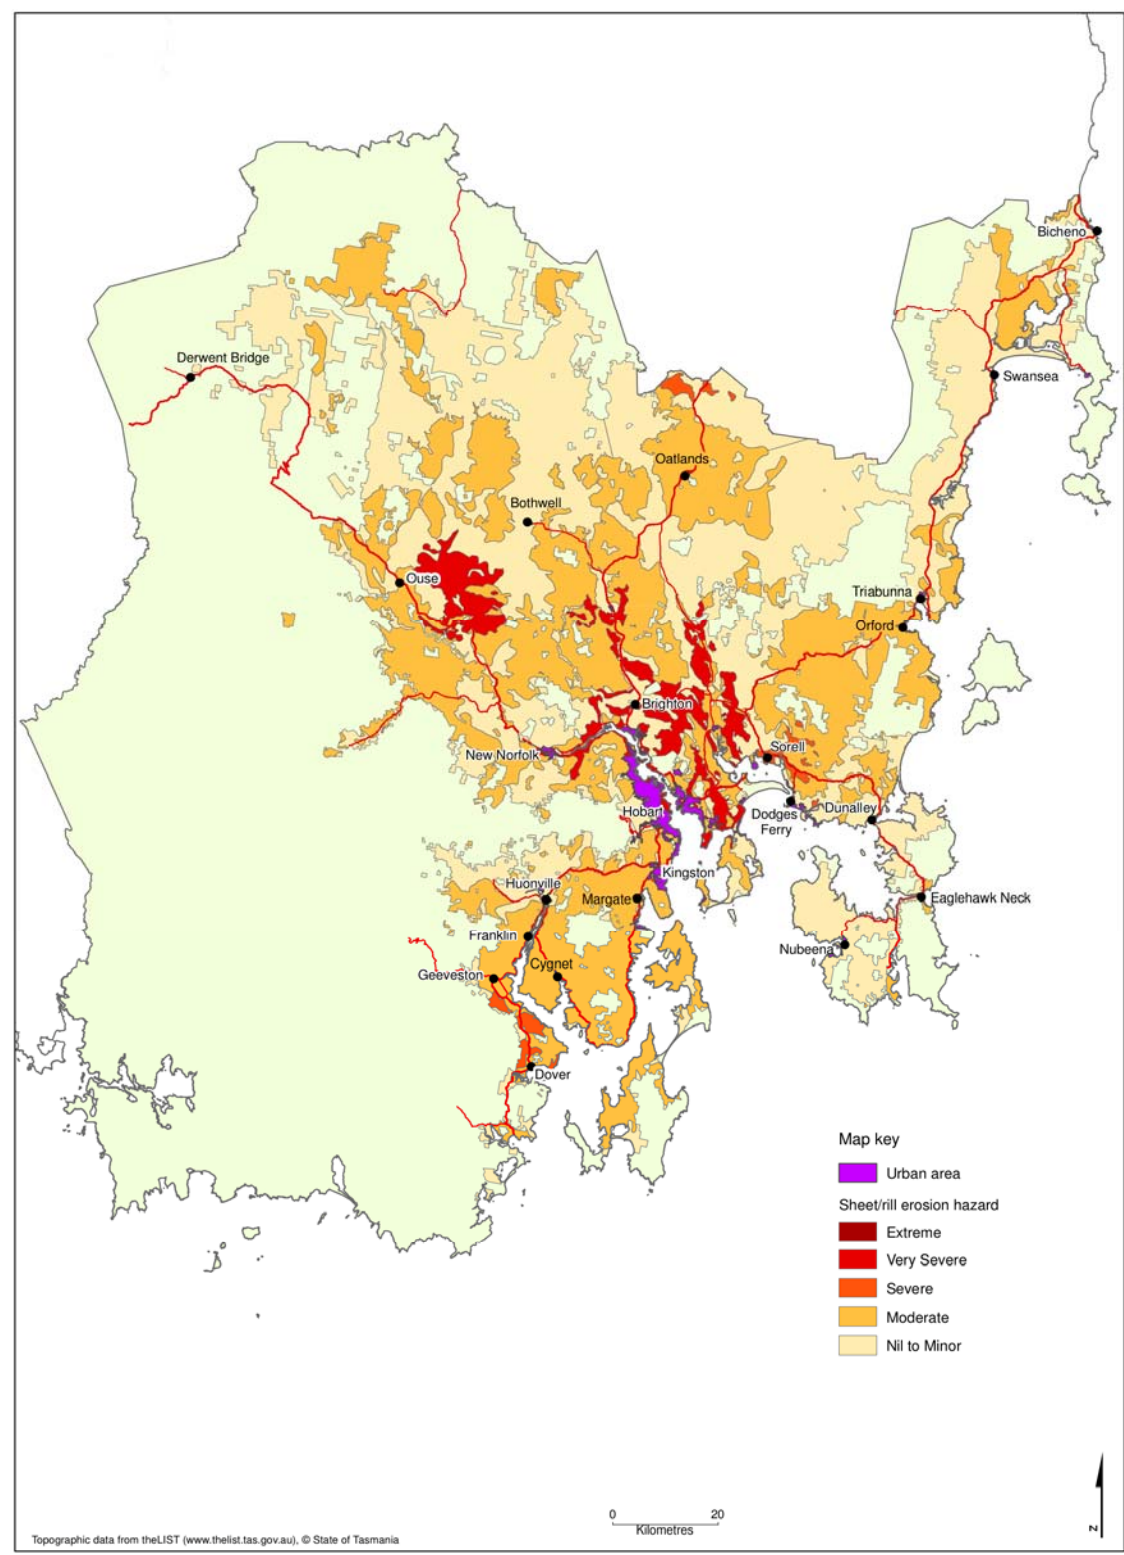 Bicheno
Derwent Bridge
Swansea
Oatlands
Bothwell
Ouse
Triabunna
Orford
Brighton
New Norfolk
Sorell
Hobart
Dodges
Ferry
Dunalley
Kingston
Huonville
Margate
Eaglehawk Neck
Franklin
Nubeena
Cygnet
Geeveston
Dover
Map key
Urban area
Sheet/rill erosion hazard
Extreme
Very Severe
Severe
Moderate
Nil to Minor
0 20
Kilometres
N
Topographic data from theLIST (www.thelist.tas.gov.au), © State of Tasmania